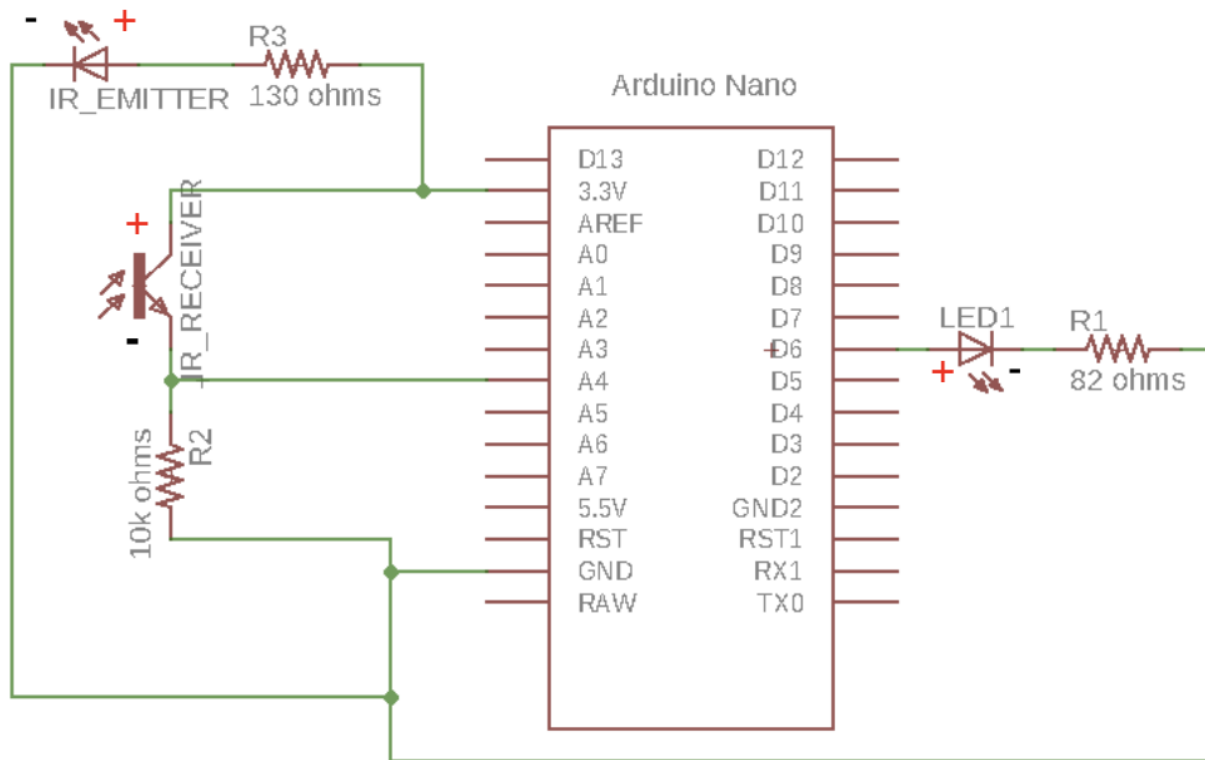 - +
R3
IR_EMITTER
130 ohms
Arduino Nano
+
IR_RECEIVER
-
R2
10k ohms
D13 D12
3.3V D11
AREF D10
A0 D9
A1 D8
A2 D7
A3 D6
A4 D5
A5 D4
A6 D3
A7 D2
5.5V GND2
RST RST1
GND RX1
RAW TX0
LED1
+ -
R1
82 ohms